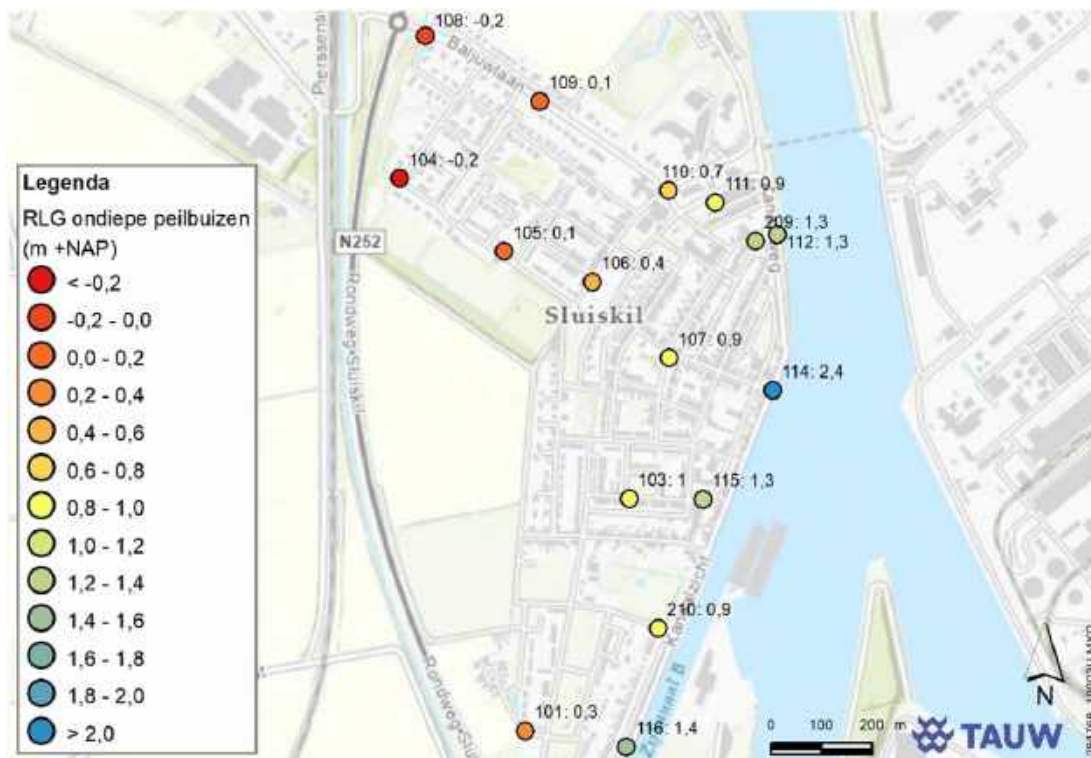 Legenda
RLG ondiepe peilbuizen
(m +NAP)
< -0,2
-0,2 - 0,0
0,0 - 0,2
0,2 - 0,4
0,4 - 0,6
0,6 - 0,8
0,8 - 1,0
1,0 - 1,2
1,2 - 1,4
1,4 - 1,6
1,6 - 1,8
1,8 - 2,0
> 2,0
108: -0,2
Baljuwlaan
109: 0,1
104: -0,2
110: 0,7
111: 0,9
209: 1,3
112: 1,3
105: 0,1
106: 0,4
N252
Rondweg-Sluiskil
Sluiskil
107: 0,9
114: 2,4
103: 1
115: 1,3
210: 0,9
101: 0,3
116: 1,4
0 100 200 m
N
TAUW